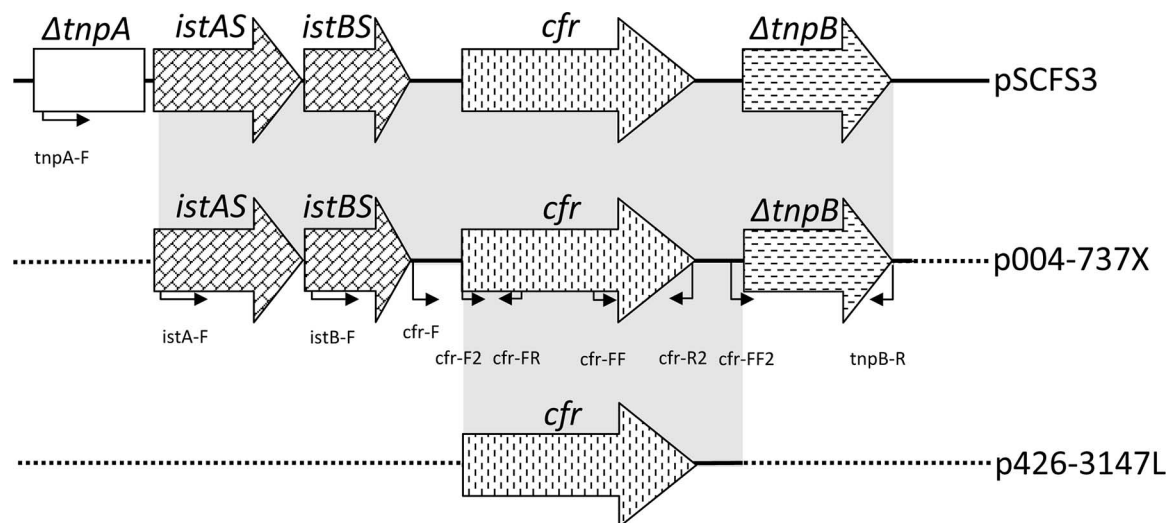 ΔtnpA istAS istBS cfr ΔtnpB
pSCFS3
tnpA-F
istAS istBS cfr ΔtnpB
p004-737X
istA-F istB-F cfr-F cfr-F2 cfr-FR cfr-FF cfr-R2 cfr-FF2 tnpB-R
cfr
p426-3147L